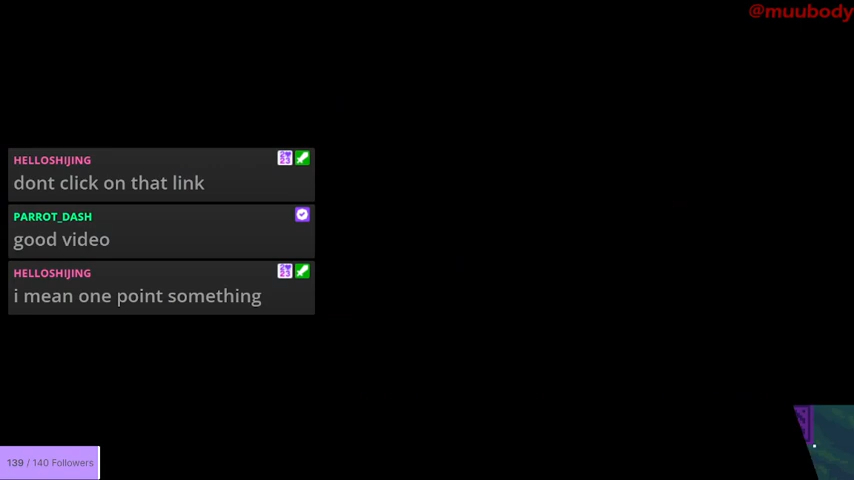 @muubody
HELLOSHIJING
dont click on that link
PARROT_DASH
good video
HELLOSHIJING
i mean one point something
139 / 140 Followers